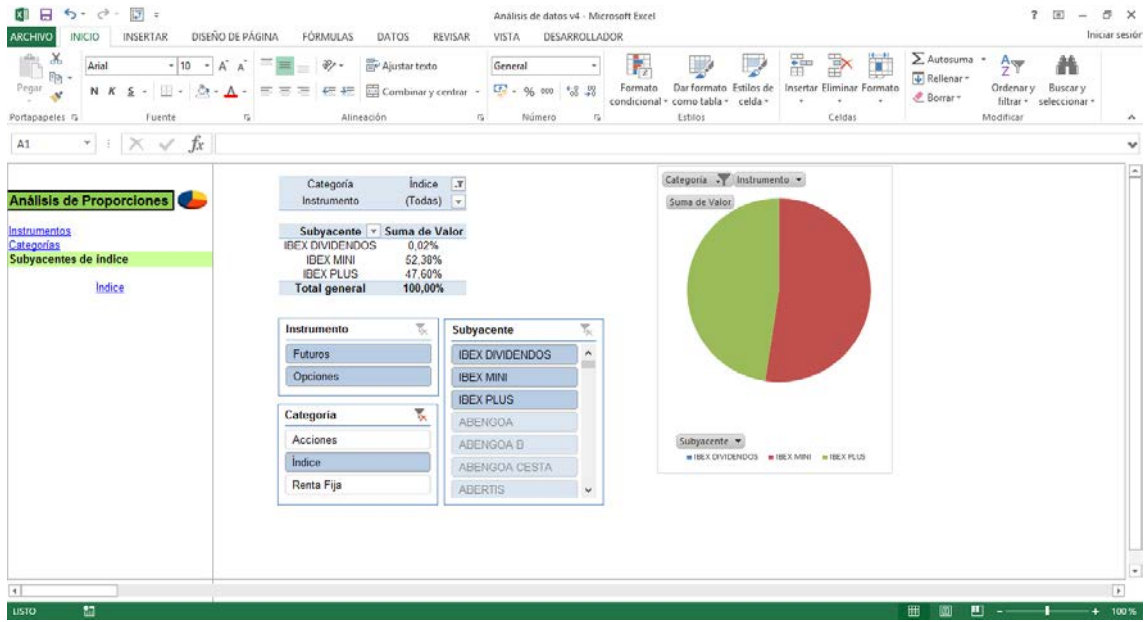 Análisis de datos v4 - Microsoft Excel
Iniciar sesión
ARCHIVO INICIO INSERTAR DISEÑO DE PÁGINA FÓRMULAS DATOS REVISAR VISTA DESARROLLADOR
Pegar
Portapapeles
Arial 10
N K S
Fuente
Ajustar texto
Combinar y centrar
Alineación
General
% 000
Número
Formato condicional
Dar formato como tabla
Estilos de celda
Estilos
Insertar Eliminar Formato
Celdas
Autosuma
Rellenar
Borrar
Ordenar y filtrar
Buscar y seleccionar
Modificar
A1
fx
Análisis de Proporciones
Instrumentos
Categorías
Subyacentes de índice
Índice
Categoría Índice
Instrumento (Todas)
Subyacente Suma de Valor
IBEX DIVIDENDOS 0,02%
IBEX MINI 52,38%
IBEX PLUS 47,60%
Total general 100,00%
Instrumento
Futuros
Opciones
Categoría
Acciones
Índice
Renta Fija
Subyacente
IBEX DIVIDENDOS
IBEX MINI
IBEX PLUS
ABENGOA
ABENGOA B
ABENGOA CESTA
ABERTIS
Categoría Instrumento
Suma de Valor
Subyacente
IBEX DIVIDENDOS IBEX MINI IBEX PLUS
LISTO
100 %